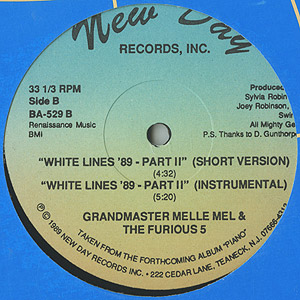 New Day
RECORDS, INC.
33 1/3 RPM
Side B
BA-529 B
Renaissance Music
BMI
Produced
Sylvia Robin
Joey Robinson,
Swin
All Mighty Ge
P.S. Thanks to D. Gunthorp
"WHITE LINES '89 - PART II" (SHORT VERSION)
(4:32)
"WHITE LINES '89 - PART II" (INSTRUMENTAL)
(5:20)
GRANDMASTER MELLE MEL &
THE FURIOUS 5
TAKEN FROM THE FORTHCOMING ALBUM "PIANO"
℗ © 1989 NEW DAY RECORDS INC. • 222 CEDAR LANE, TEANECK, N.J. 07666-4312